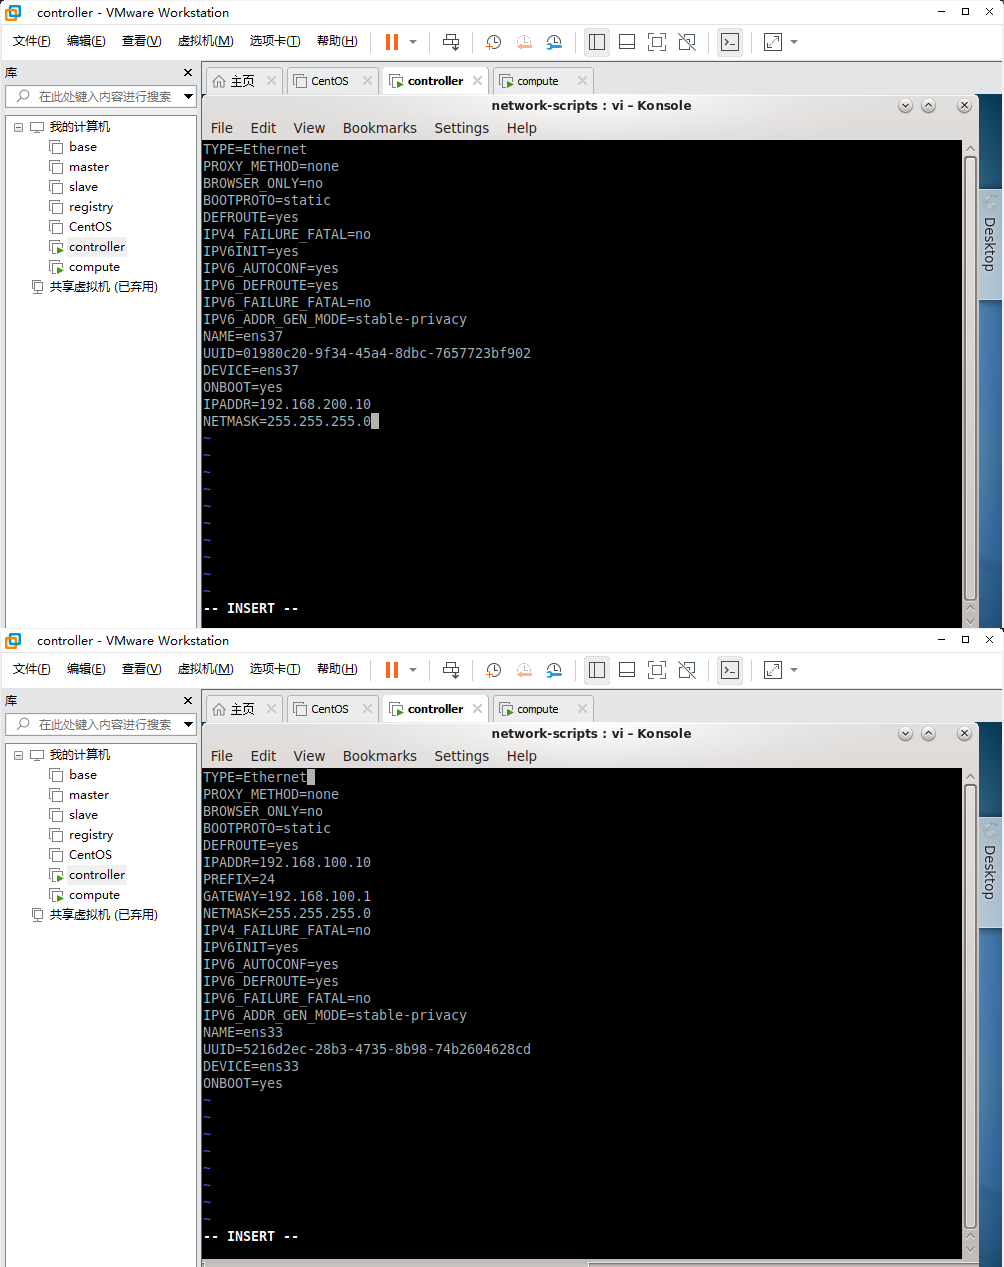 controller - VMware Workstation
文件(F) 编辑(E) 查看(V) 虚拟机(M) 选项卡(T) 帮助(H)
库
在此处键入内容进行搜索
我的计算机
base
master
slave
registry
CentOS
controller
compute
共享虚拟机 (已弃用)
主页 CentOS controller compute
network-scripts : vi – Konsole
File Edit View Bookmarks Settings Help
TYPE=Ethernet
PROXY_METHOD=none
BROWSER_ONLY=no
BOOTPROTO=static
DEFROUTE=yes
IPV4_FAILURE_FATAL=no
IPV6INIT=yes
IPV6_AUTOCONF=yes
IPV6_DEFROUTE=yes
IPV6_FAILURE_FATAL=no
IPV6_ADDR_GEN_MODE=stable-privacy
NAME=ens37
UUID=01980c20-9f34-45a4-8dbc-7657723bf902
DEVICE=ens37
ONBOOT=yes
IPADDR=192.168.200.10
NETMASK=255.255.255.0
~
~
~
~
~
~
~
~
~
~
-- INSERT --
Desktop
controller - VMware Workstation
文件(F) 编辑(E) 查看(V) 虚拟机(M) 选项卡(T) 帮助(H)
库
在此处键入内容进行搜索
我的计算机
base
master
slave
registry
CentOS
controller
compute
共享虚拟机 (已弃用)
主页 CentOS controller compute
network-scripts : vi – Konsole
File Edit View Bookmarks Settings Help
TYPE=Ethernet
PROXY_METHOD=none
BROWSER_ONLY=no
BOOTPROTO=static
DEFROUTE=yes
IPADDR=192.168.100.10
PREFIX=24
GATEWAY=192.168.100.1
NETMASK=255.255.255.0
IPV4_FAILURE_FATAL=no
IPV6INIT=yes
IPV6_AUTOCONF=yes
IPV6_DEFROUTE=yes
IPV6_FAILURE_FATAL=no
IPV6_ADDR_GEN_MODE=stable-privacy
NAME=ens33
UUID=5216d2ec-28b3-4735-8b98-74b2604628cd
DEVICE=ens33
ONBOOT=yes
~
~
~
~
~
~
~
~
-- INSERT --
Desktop